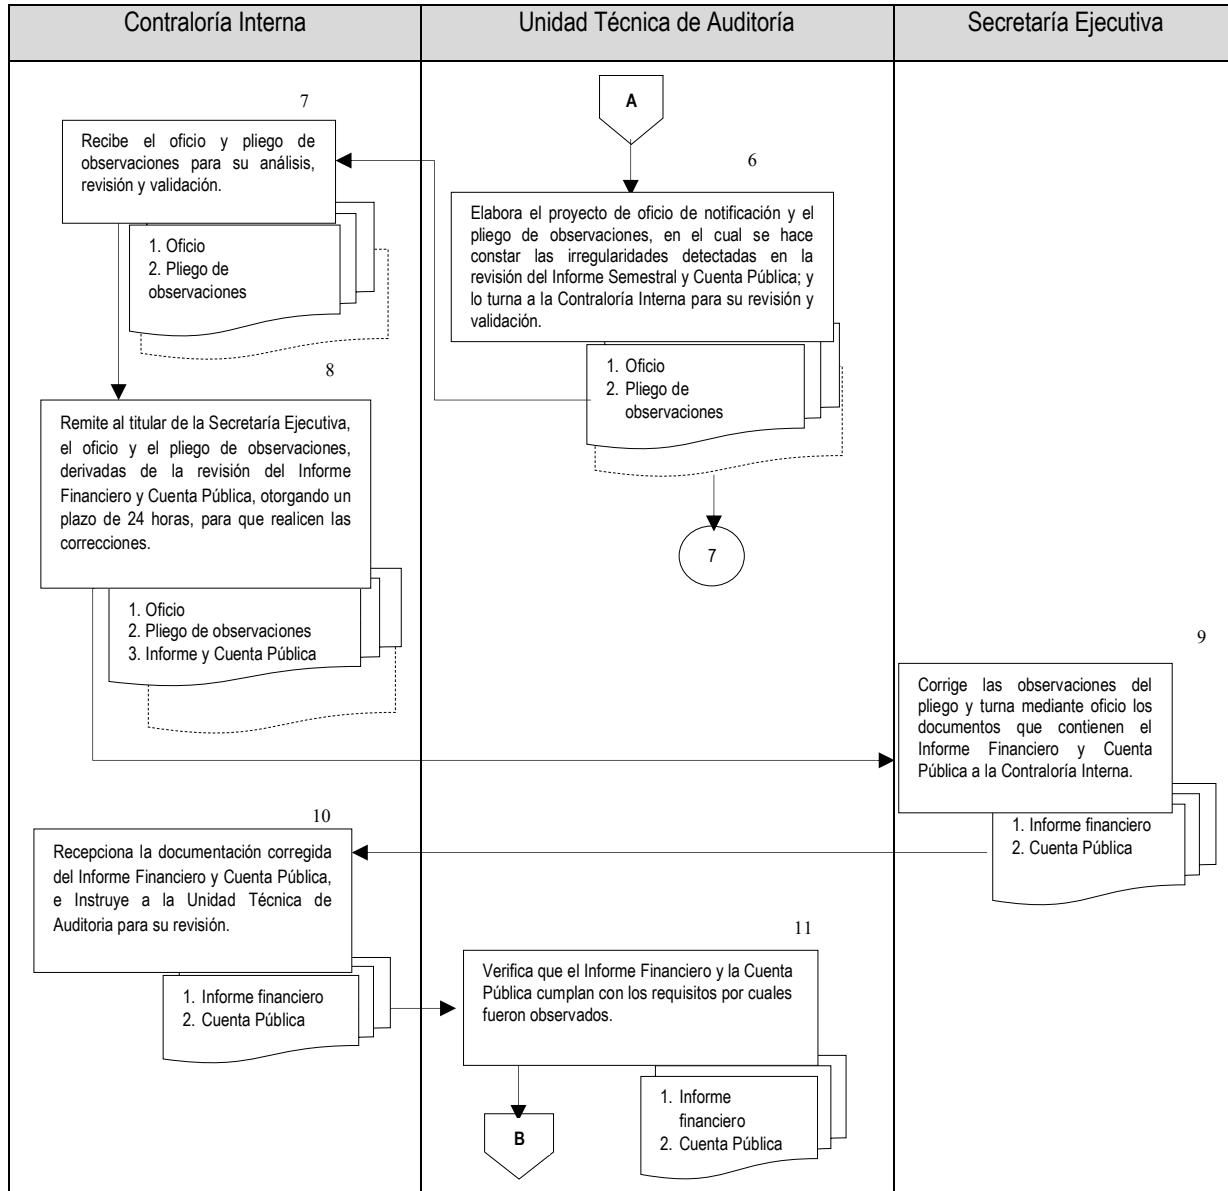 Contraloría Interna
Unidad Técnica de Auditoría
Secretaría Ejecutiva
A
6
Elabora el proyecto de oficio de notificación y el
pliego de observaciones, en el cual se hace
constar las irregularidades detectadas en la
revisión del Informe Semestral y Cuenta Pública; y
lo turna a la Contraloría Interna para su revisión y
validación.
1. Oficio
2. Pliego de
observaciones
7
7
Recibe el oficio y pliego de
observaciones para su análisis,
revisión y validación.
1. Oficio
2. Pliego de
observaciones
8
Remite al titular de la Secretaría Ejecutiva,
el oficio y el pliego de observaciones,
derivadas de la revisión del Informe
Financiero y Cuenta Pública, otorgando un
plazo de 24 horas, para que realicen las
correcciones.
1. Oficio
2. Pliego de observaciones
3. Informe y Cuenta Pública
9
Corrige las observaciones del
pliego y turna mediante oficio los
documentos que contienen el
Informe Financiero y Cuenta
Pública a la Contraloría Interna.
1. Informe financiero
2. Cuenta Pública
10
Recepciona la documentación corregida
del Informe Financiero y Cuenta Pública,
e Instruye a la Unidad Técnica de
Auditoria para su revisión.
1. Informe financiero
2. Cuenta Pública
11
Verifica que el Informe Financiero y la Cuenta
Pública cumplan con los requisitos por cuales
fueron observados.
1. Informe
financiero
2. Cuenta Pública
B